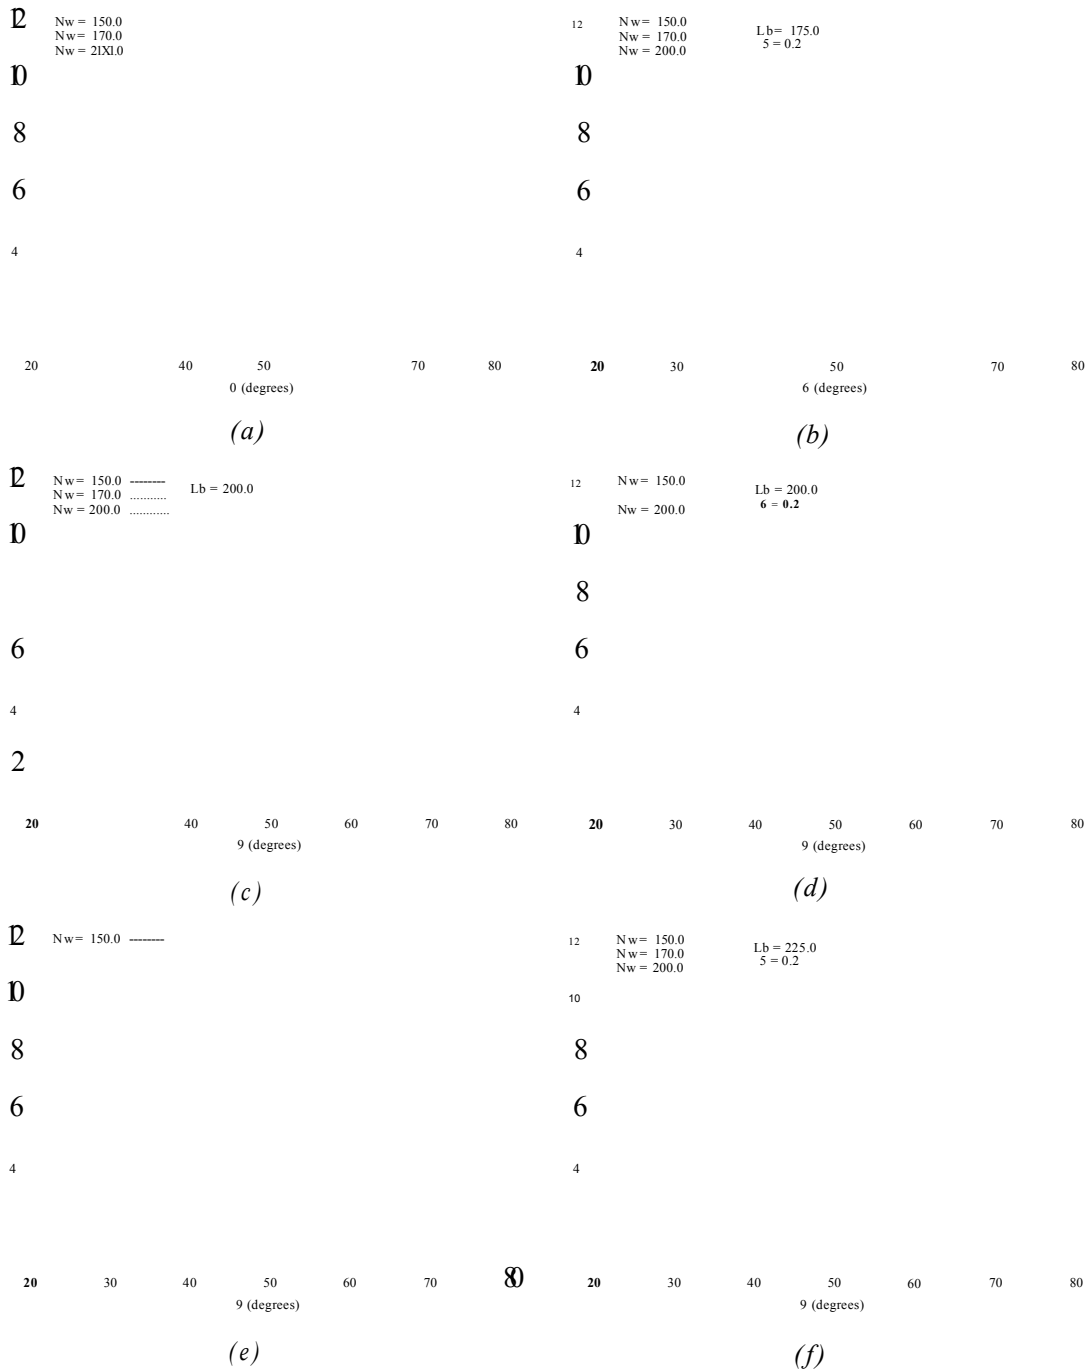 12
Nw = 150.0
Nw = 170.0
Nw = 2lXl.0
10
8
6
4
20 40 50 70 80
0 (degrees)
(a)
12
Nw = 150.0
Nw = 170.0
Nw = 200.0
Lb = 175.0
5 = 0.2
10
8
6
4
20 30 50 70 80
6 (degrees)
(b)
12
Nw = 150.0 --------
Nw = 170.0 ...........
Nw = 200.0 ............
Lb = 200.0
10
6
4
2
20 40 50 60 70 80
9 (degrees)
(c)
12
Nw = 150.0
Nw = 200.0
Lb = 200.0
6 = 0.2
10
8
6
4
20 30 40 50 60 70 80
9 (degrees)
(d)
12
Nw = 150.0 --------
10
8
6
4
20 30 40 50 60 70 80
9 (degrees)
(e)
12
Nw = 150.0
Nw = 170.0
Nw = 200.0
Lb = 225.0
5 = 0.2
10
8
6
4
20 30 40 50 60 70 80
9 (degrees)
(f)